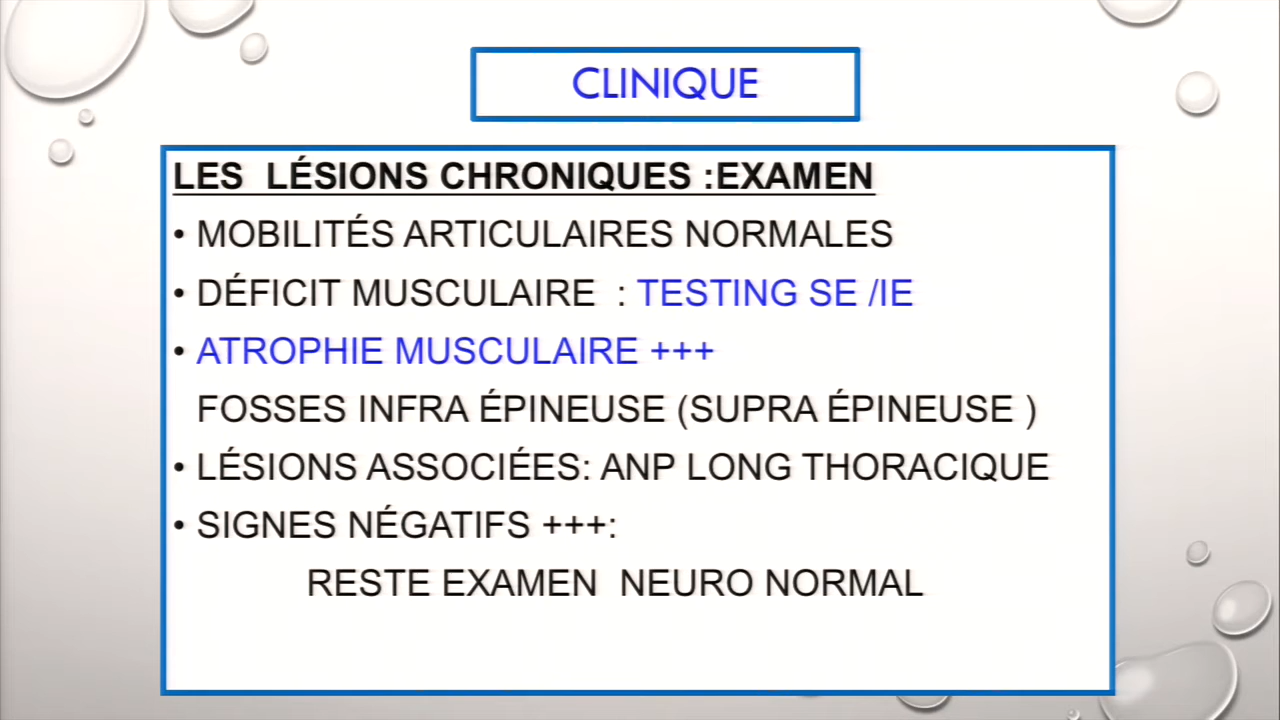 CLINIQUE
LES LÉSIONS CHRONIQUES :EXAMEN
• MOBILITÉS ARTICULAIRES NORMALES
• DÉFICIT MUSCULAIRE : TESTING SE /IE
• ATROPHIE MUSCULAIRE +++
FOSSES INFRA ÉPINEUSE (SUPRA ÉPINEUSE )
• LÉSIONS ASSOCIÉES: ANP LONG THORACIQUE
• SIGNES NÉGATIFS +++:
RESTE EXAMEN NEURO NORMAL